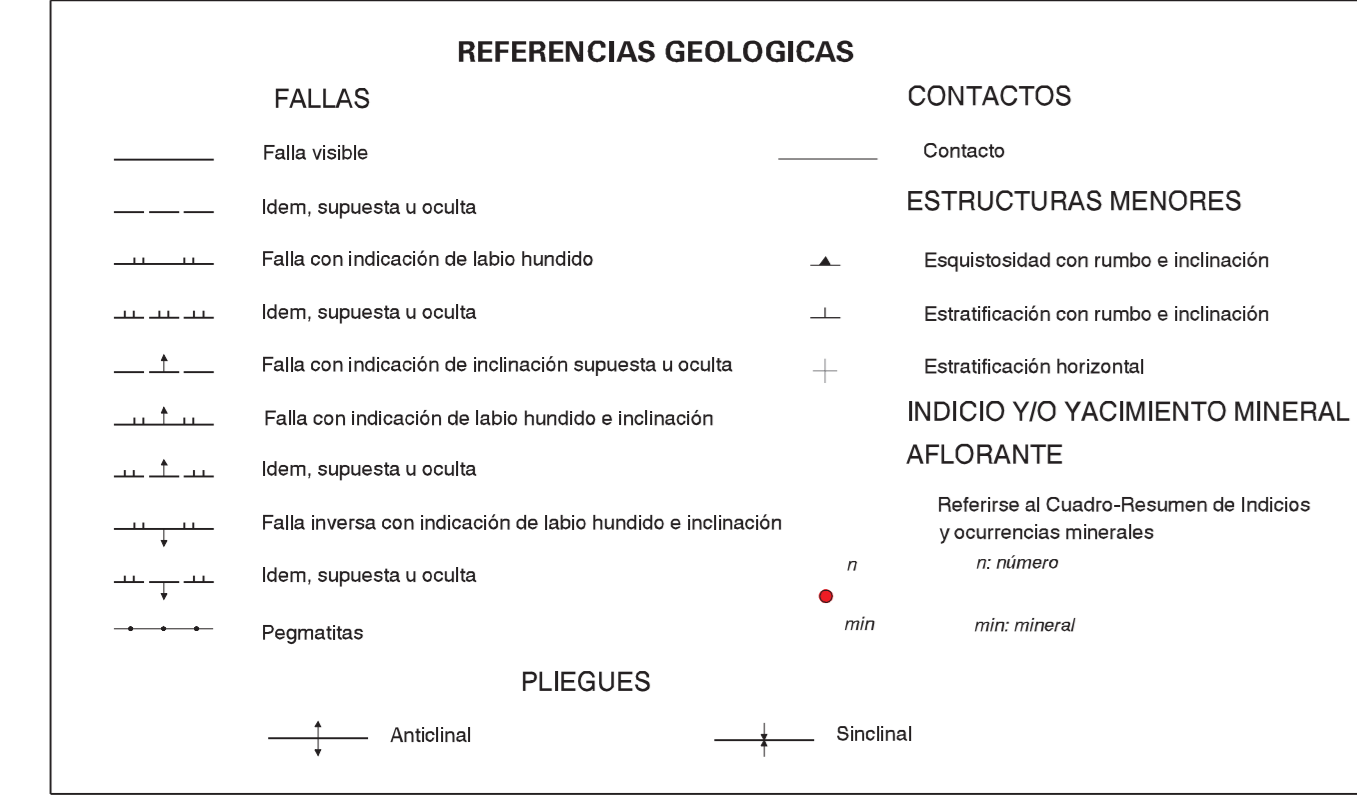 REFERENCIAS GEOLOGICAS
FALLAS
Falla visible
Idem, supuesta u oculta
Falla con indicación de labio hundido
Idem, supuesta u oculta
Falla con indicación de inclinación supuesta u oculta
Falla con indicación de labio hundido e inclinación
Idem, supuesta u oculta
Falla inversa con indicación de labio hundido e inclinación
Idem, supuesta u oculta
Pegmatitas
CONTACTOS
Contacto
ESTRUCTURAS MENORES
Esquistosidad con rumbo e inclinación
Estratificación con rumbo e inclinación
Estratificación horizontal
INDICIO Y/O YACIMIENTO MINERAL
AFLORANTE
Referirse al Cuadro-Resumen de Indicios
y ocurrencias minerales
n n: número
min min: mineral
PLIEGUES
Anticlinal
Sinclinal